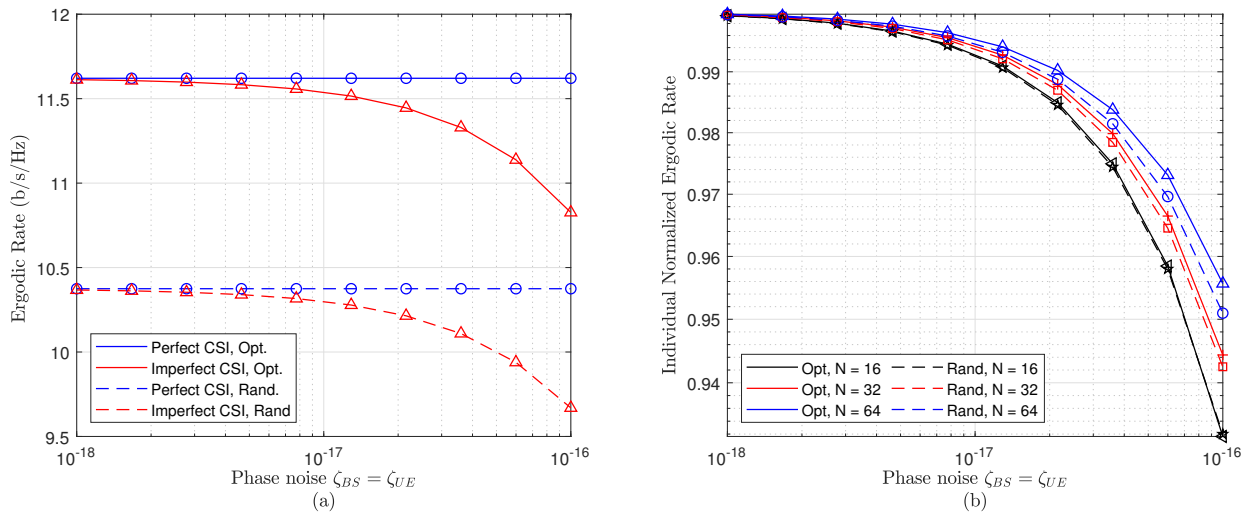 12
11.5
11
10.5
10
9.5
Ergodic Rate (b/s/Hz)
Perfect CSI, Opt.
Imperfect CSI, Opt.
Perfect CSI, Rand.
Imperfect CSI, Rand
10^-18
10^-17
10^-16
Phase noise ζ_BS = ζ_UE
(a)
0.99
0.98
0.97
0.96
0.95
0.94
Individual Normalized Ergodic Rate
Opt, N = 16
Opt, N = 32
Opt, N = 64
Rand, N = 16
Rand, N = 32
Rand, N = 64
10^-18
10^-17
10^-16
Phase noise ζ_BS = ζ_UE
(b)